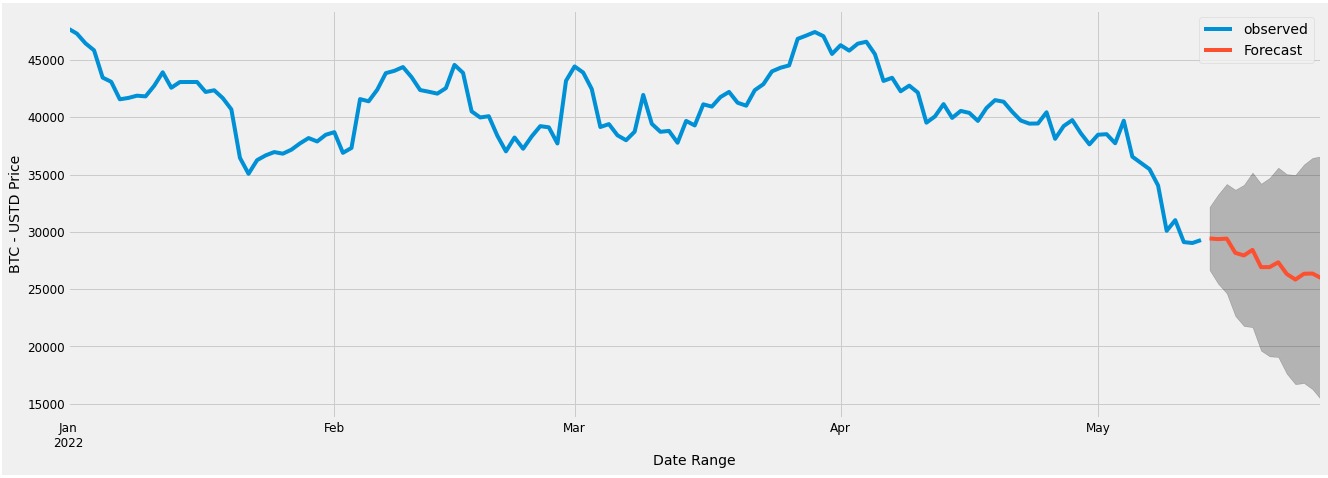 observed
Forecast
BTC - USTD Price
45000
40000
35000
30000
25000
20000
15000
Jan
2022
Feb
Mar
Apr
May
Date Range